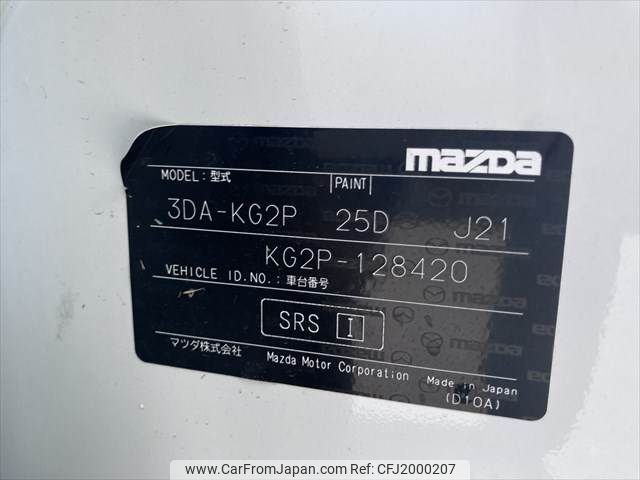 mazda
MODEL : 型式 PAINT
3DA-KG2P 25D J21
KG2P-128420
VEHICLE ID.NO. : 車台番号
SRS I
マツダ株式会社 Mazda Motor Corporation Made in Japan
(D10A)
www.CarFromJapan.com | CFJ2000207